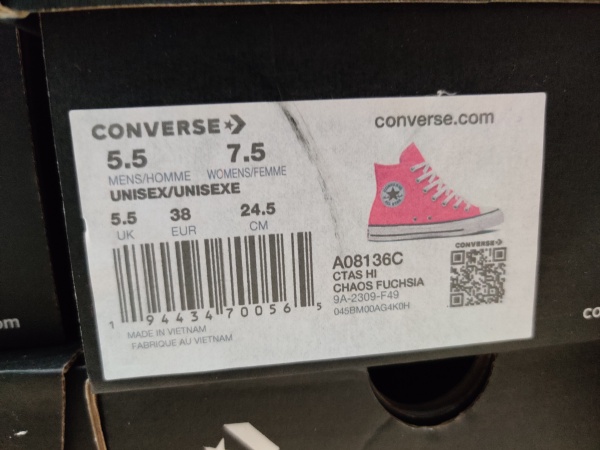 CONVERSE
converse.com
5.5 7.5
MENS/HOMME WOMENS/FEMME
UNISEX/UNISEXE
5.5 38 24.5
UK EUR CM
CONVERSE
A08136C
CTAS HI
CHAOS FUCHSIA
9A-2309-F49
045BM00AG4K0H
1 94434 70056 5
MADE IN VIETNAM
FABRIQUE AU VIETNAM
om
co